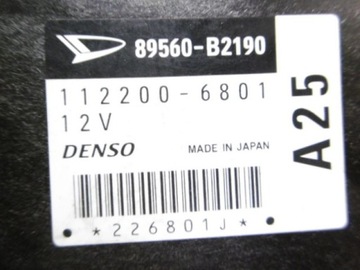 89560-B2190
112200-6801
12V
DENSO MADE IN JAPAN
*226801J*
A25